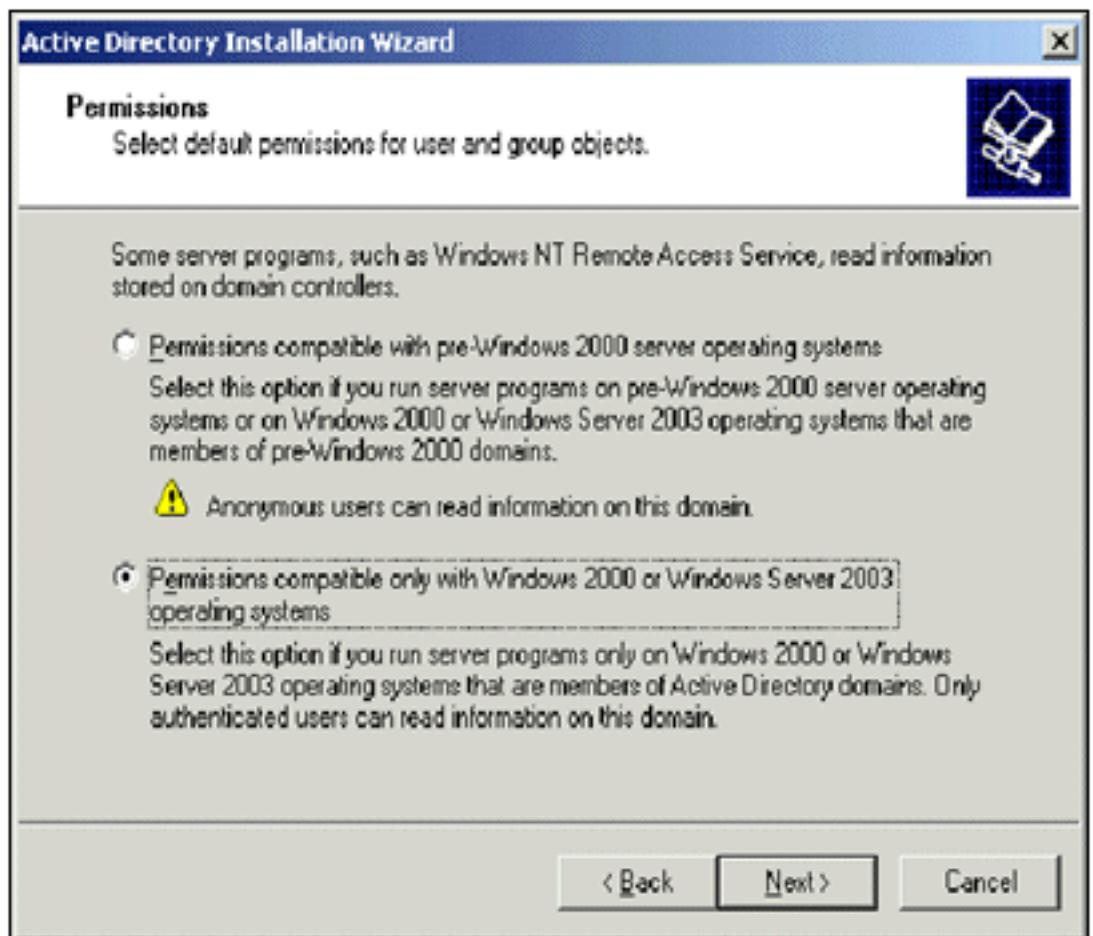 Active Directory Installation Wizard
Permissions
Select default permissions for user and group objects.
Some server programs, such as Windows NT Remote Access Service, read information
stored on domain controllers.
Permissions compatible with pre-Windows 2000 server operating systems
Select this option if you run server programs on pre-Windows 2000 server operating
systems or on Windows 2000 or Windows Server 2003 operating systems that are
members of pre-Windows 2000 domains.
Anonymous users can read information on this domain.
Permissions compatible only with Windows 2000 or Windows Server 2003
operating systems
Select this option if you run server programs only on Windows 2000 or Windows
Server 2003 operating systems that are members of Active Directory domains. Only
authenticated users can read information on this domain.
< Back Next > Cancel